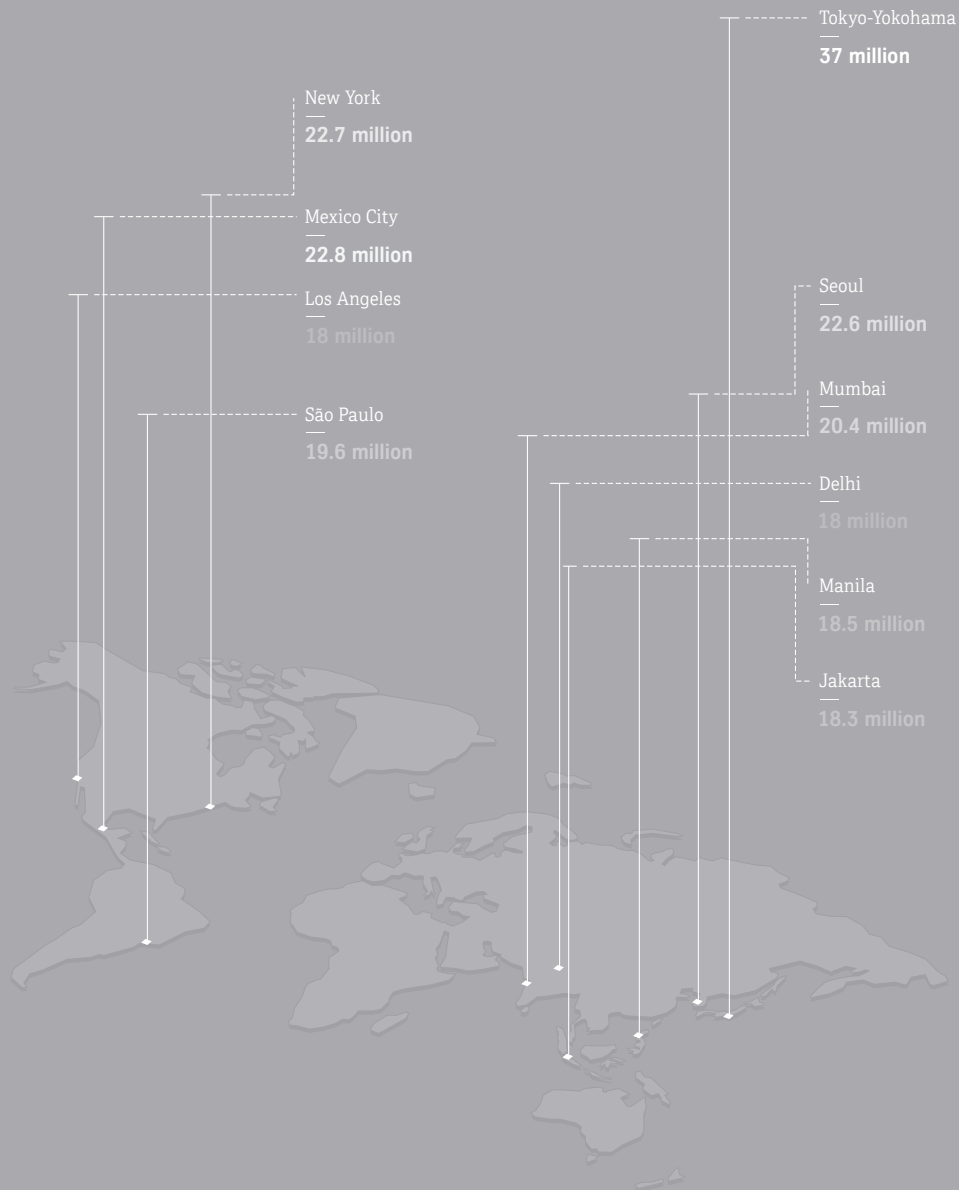 Tokyo-Yokohama
37 million
New York
22.7 million
Mexico City
22.8 million
Los Angeles
18 million
São Paulo
19.6 million
Seoul
22.6 million
Mumbai
20.4 million
Delhi
18 million
Manila
18.5 million
Jakarta
18.3 million